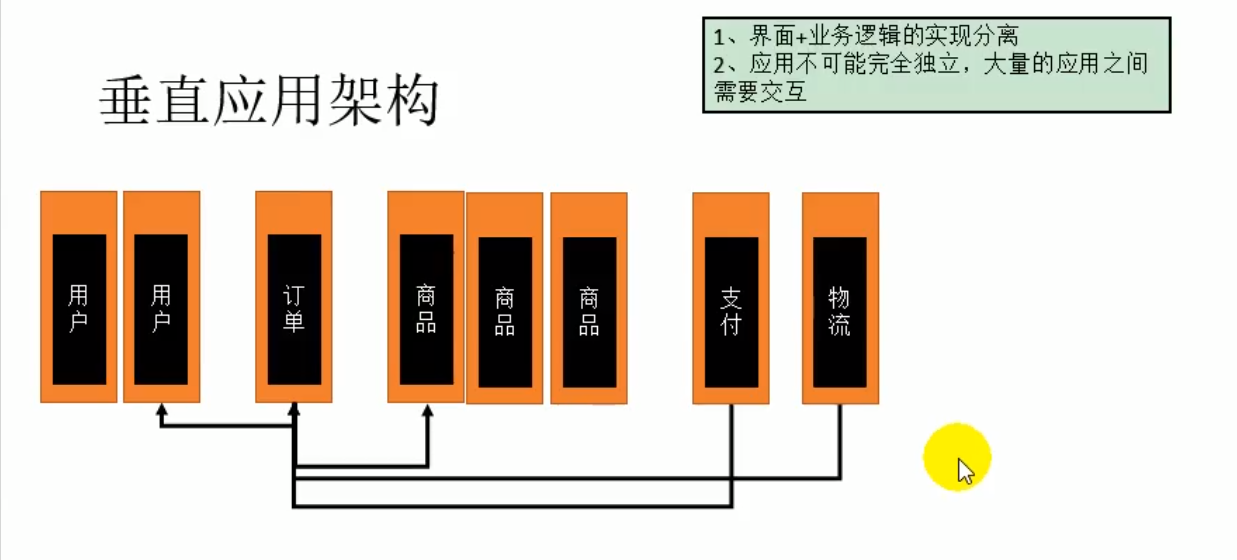 1、界面+业务逻辑的实现分离
2、应用不可能完全独立，大量的应用之间
需要交互
垂直应用架构
用户
用户
订单
商品
商品
商品
支付
物流